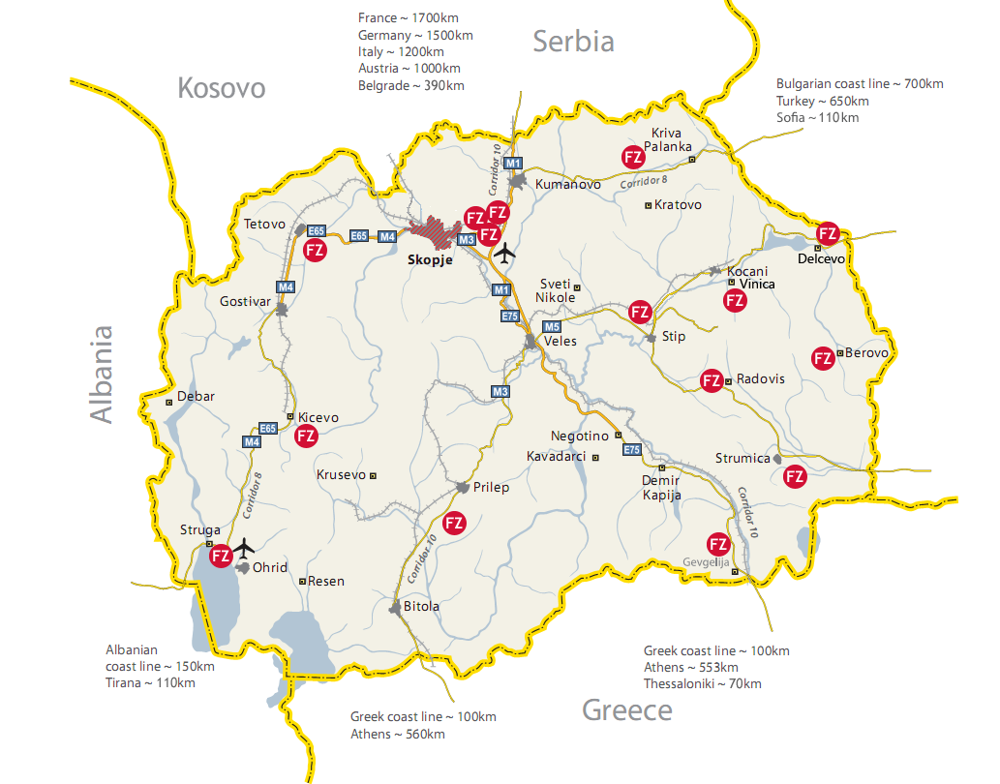 France ~ 1700km
Germany ~ 1500km
Italy ~ 1200km
Austria ~ 1000km
Belgrade ~ 390km
Serbia
Kosovo
Bulgarian coast line ~ 700km
Turkey ~ 650km
Sofia ~ 110km
Kriva
Palanka
FZ
Corridor 10
M1
Kumanovo
Corridor 8
Kratovo
Tetovo
E65
E65
M4
FZ
FZ
FZ
M3
Skopje
FZ
FZ
Delcevo
M4
Gostivar
M1
E75
Sveti
Nikole
Kocani
Vinica
FZ
FZ
M5
Veles
Stip
Albania
FZ
Berovo
FZ
Radovis
Debar
M3
Kicevo
E65
M4
FZ
Negotino
E75
Kavadarci
Strumica
FZ
Krusevo
Prilep
Demir
Kapija
Corridor 8
Corridor 10
FZ
Struga
FZ
Ohrid
Corridor 10
FZ
Gevgelija
Resen
Bitola
Albanian
coast line ~ 150km
Tirana ~ 110km
Greek coast line ~ 100km
Athens ~ 553km
Thessaloniki ~ 70km
Greece
Greek coast line ~ 100km
Athens ~ 560km